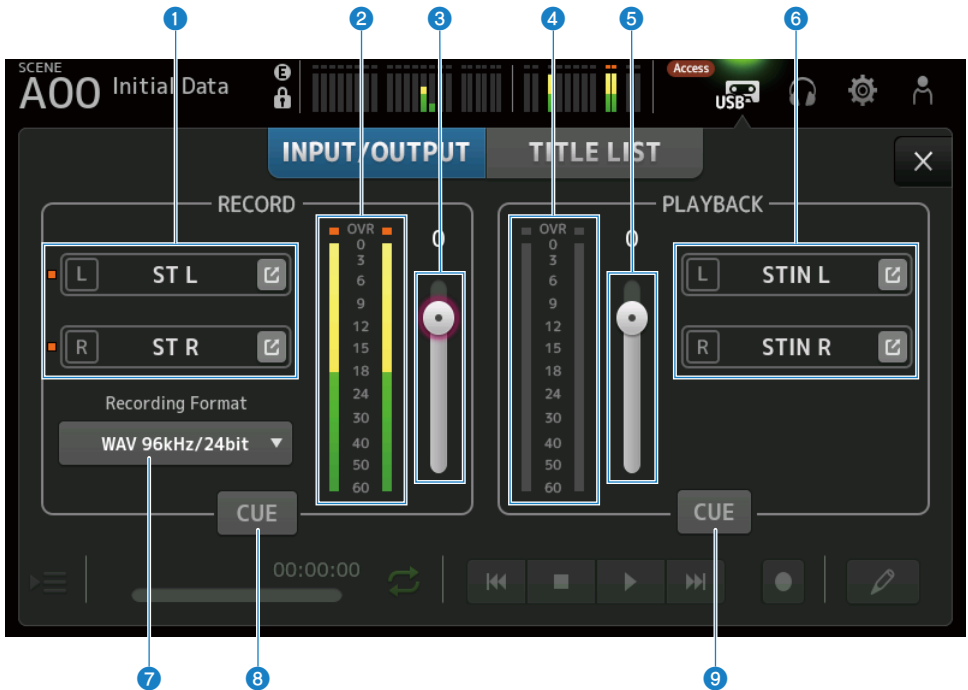 1 2 3 4 5 6
SCENE
A00 Initial Data E Access USB
INPUT/OUTPUT TITLE LIST
RECORD PLAYBACK
OVR 0 OVR 0
0 0
3 3
L ST L 6 6 L STIN L
9 9
12 12
R ST R 15 15 R STIN R
18 18
Recording Format 24 24
30 30
WAV 96kHz/24bit 40 40
50 50
60 60
CUE CUE
00:00:00
7 8 9